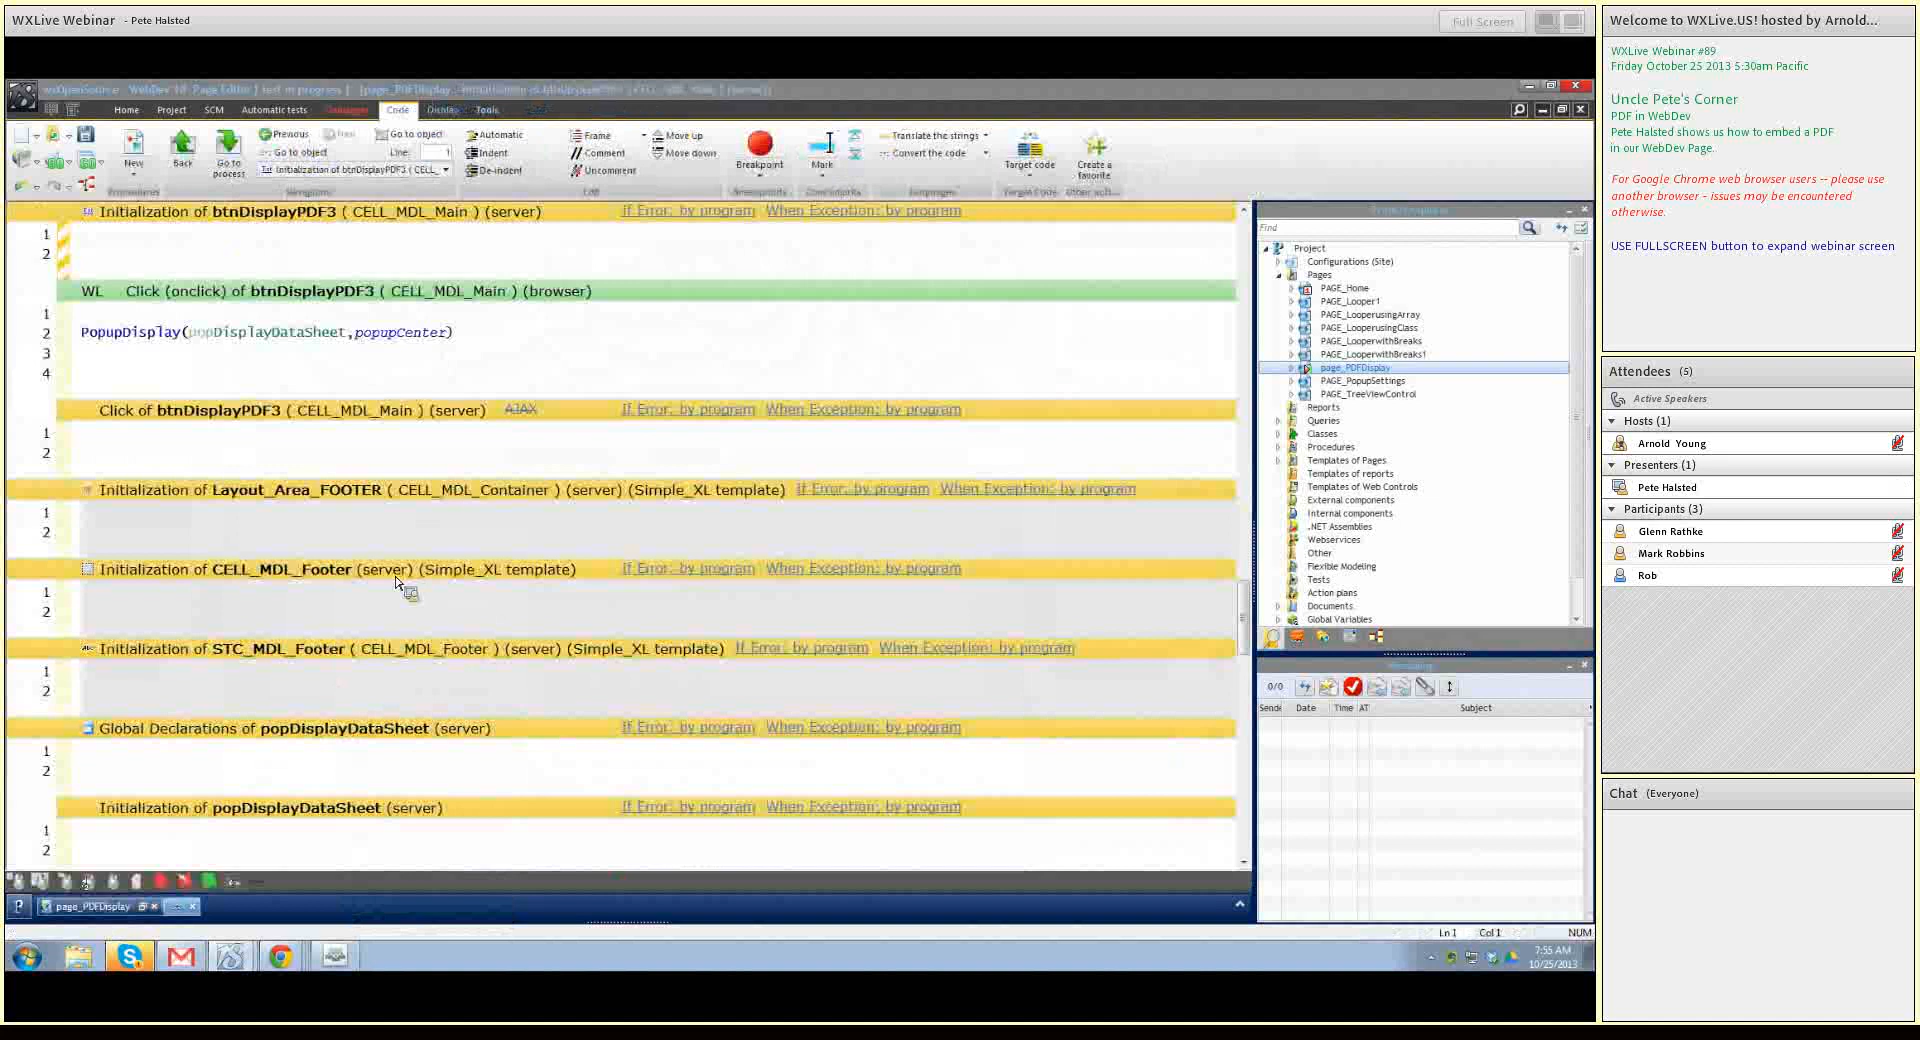 WXLive Webinar - Pete Halsted
Full Screen
Home Project SCM Automatic tests Code Display Tools
New
Back
Go to process
Previous
Go to object
Go to object
Line: 1
Initialization of btnDisplayPDF3 ( CELL_
Automatic
Indent
De-indent
Frame
Comment
Uncomment
Edit
Move up
Move down
Breakpoint
Mark
Translate the strings
Convert the code
Target code
Create a favorite
Initialization of btnDisplayPDF3 ( CELL_MDL_Main ) (server) If Error: by program When Exception: by program
1
2
WL Click (onclick) of btnDisplayPDF3 ( CELL_MDL_Main ) (browser)
1
2 PopupDisplay(popDisplayDataSheet,popupCenter)
3
4
Click of btnDisplayPDF3 ( CELL_MDL_Main ) (server) AJAX If Error: by program When Exception: by program
1
2
Initialization of Layout_Area_FOOTER ( CELL_MDL_Container ) (server) (Simple_XL template) If Error: by program When Exception: by program
1
2
Initialization of CELL_MDL_Footer (server) (Simple_XL template) If Error: by program When Exception: by program
1
2
Initialization of STC_MDL_Footer ( CELL_MDL_Footer ) (server) (Simple_XL template) If Error: by program When Exception: by program
1
2
Global Declarations of popDisplayDataSheet (server) If Error: by program When Exception: by program
1
2
Initialization of popDisplayDataSheet (server) If Error: by program When Exception: by program
1
2
page_PDFDisplay
Find
Project
Configurations (Site)
Pages
PAGE_Home
PAGE_Looper1
PAGE_LooperusingArray
PAGE_LooperusingClass
PAGE_LooperwithBreaks
PAGE_LooperwithBreaks1
page_PDFDisplay
PAGE_PopupSettings
PAGE_TreeViewControl
Reports
Queries
Classes
Procedures
Templates of Pages
Templates of reports
Templates of Web Controls
External components
Internal components
.NET Assemblies
Webservices
Other
Flexible Modeling
Tests
Action plans
Documents
Global Variables
0/0
Sende Date Time AT Subject
Ln 1 Col 1 NUM
7:55 AM
10/25/2013
Welcome to WXLive.US! hosted by Arnold...
WXLive Webinar #89
Friday October 25 2013 5:30am Pacific
Uncle Pete's Corner
PDF in WebDev
Pete Halsted shows us how to embed a PDF
in our WebDev Page.
For Google Chrome web browser users -- please use
another browser - issues may be encountered
otherwise.
USE FULLSCREEN button to expand webinar screen
Attendees (5)
Active Speakers
Hosts (1)
Arnold Young
Presenters (1)
Pete Halsted
Participants (3)
Glenn Rathke
Mark Robbins
Rob
Chat (Everyone)